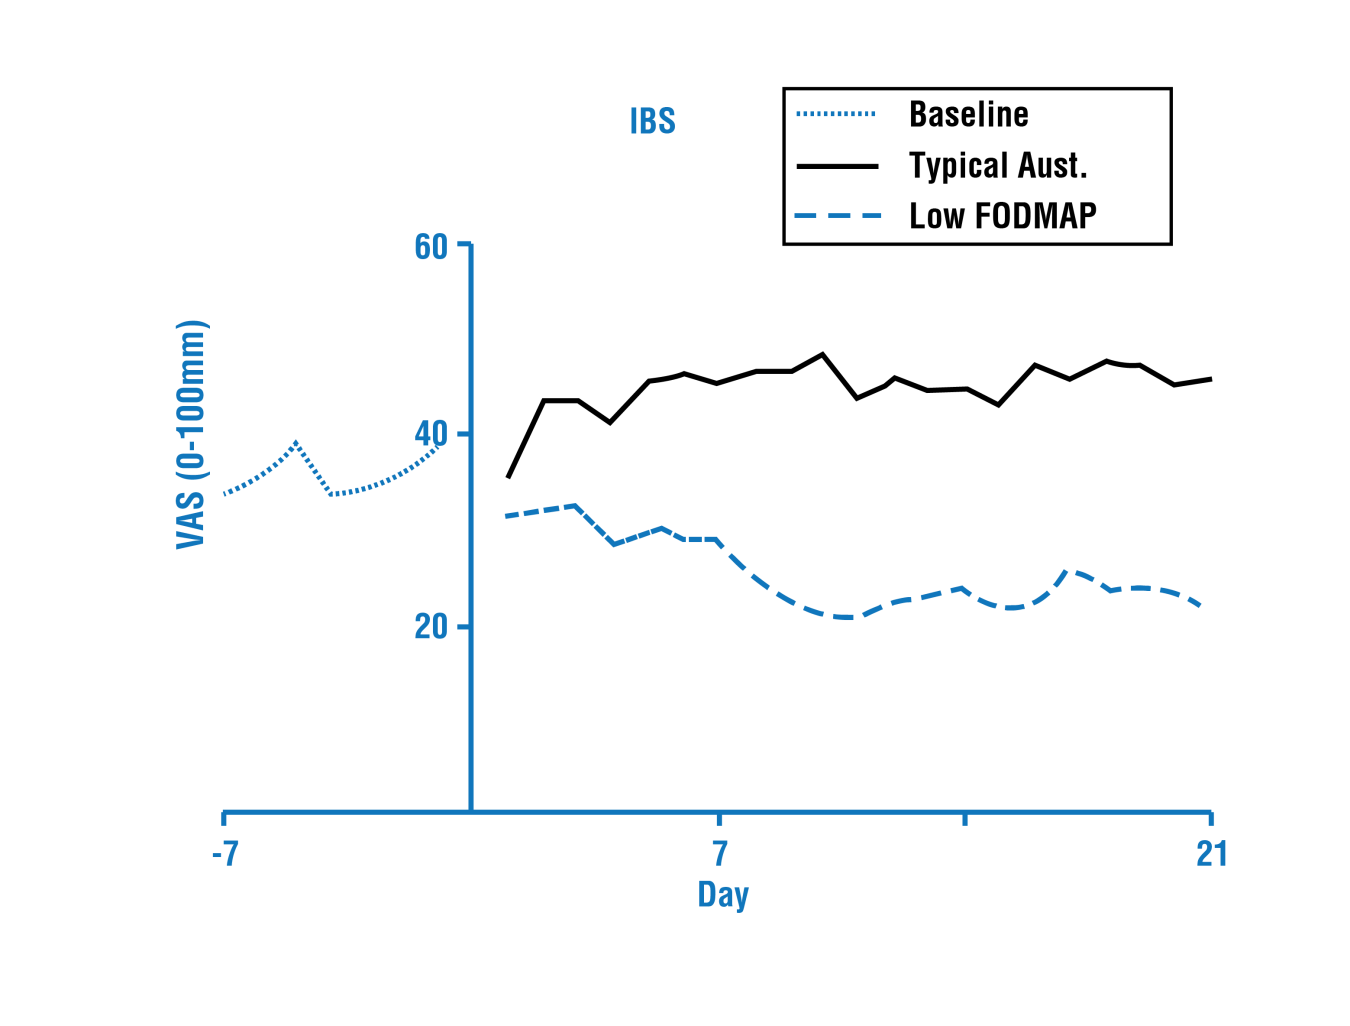 IBS
Baseline
Typical Aust.
Low FODMAP
VAS (0-100mm)
60
40
20
-7
7
21
Day